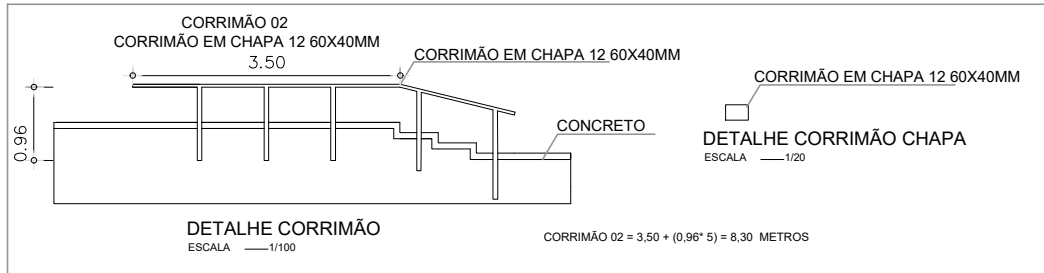 CORRIMÃO 02
CORRIMÃO EM CHAPA 12 60X40MM
3.50
CORRIMÃO EM CHAPA 12 60X40MM
0.96
CONCRETO
DETALHE CORRIMÃO
ESCALA 1/100
CORRIMÃO EM CHAPA 12 60X40MM
DETALHE CORRIMÃO CHAPA
ESCALA 1/20
CORRIMÃO 02 = 3,50 + (0,96* 5) = 8,30 METROS